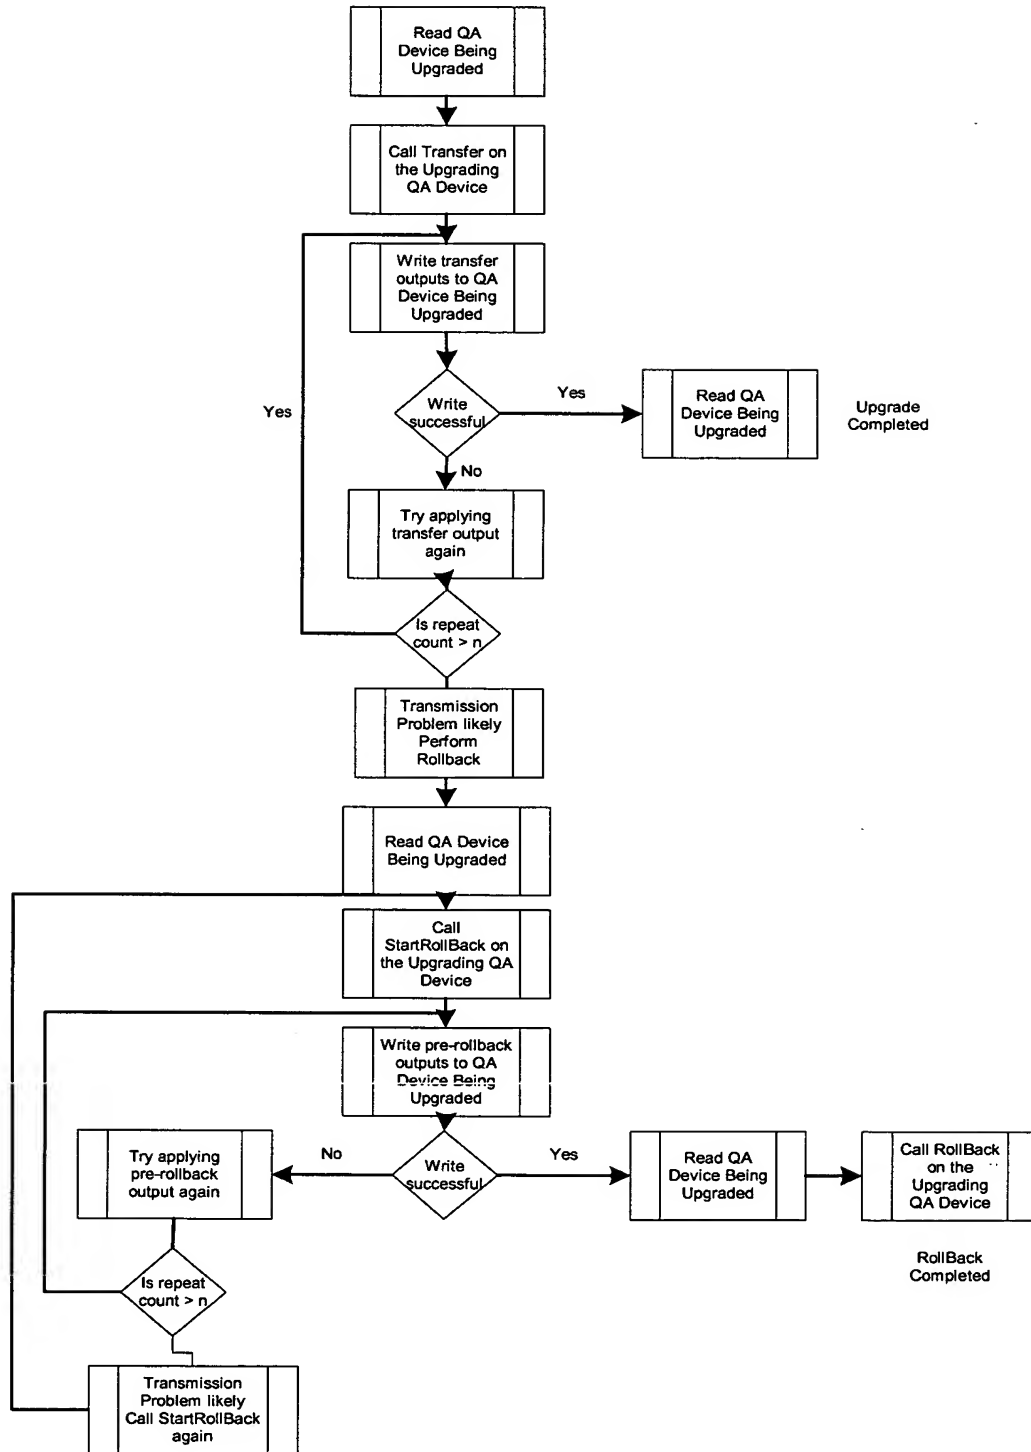 Read QA
Device Being
Upgraded
Call Transfer on
the Upgrading
QA Device
Write transfer
outputs to QA
Device Being
Upgraded
Yes
Write
successful
Yes
Read QA
Device Being
Upgraded
Upgrade
Completed
No
Try applying
transfer output
again
Is repeat
count > n
Transmission
Problem likely
Perform
Rollback
Read QA Device
Being Upgraded
Call
StartRollBack on
the Upgrading QA
Device
Write pre-rollback
outputs to QA
Device Being
Upgraded
Try applying
pre-rollback
output again
No
Write
successful
Yes
Read QA
Device Being
Upgraded
Call RollBack
on the
Upgrading
QA Device
RollBack
Completed
Is repeat
count > n
Transmission
Problem likely
Call StartRollBack
again